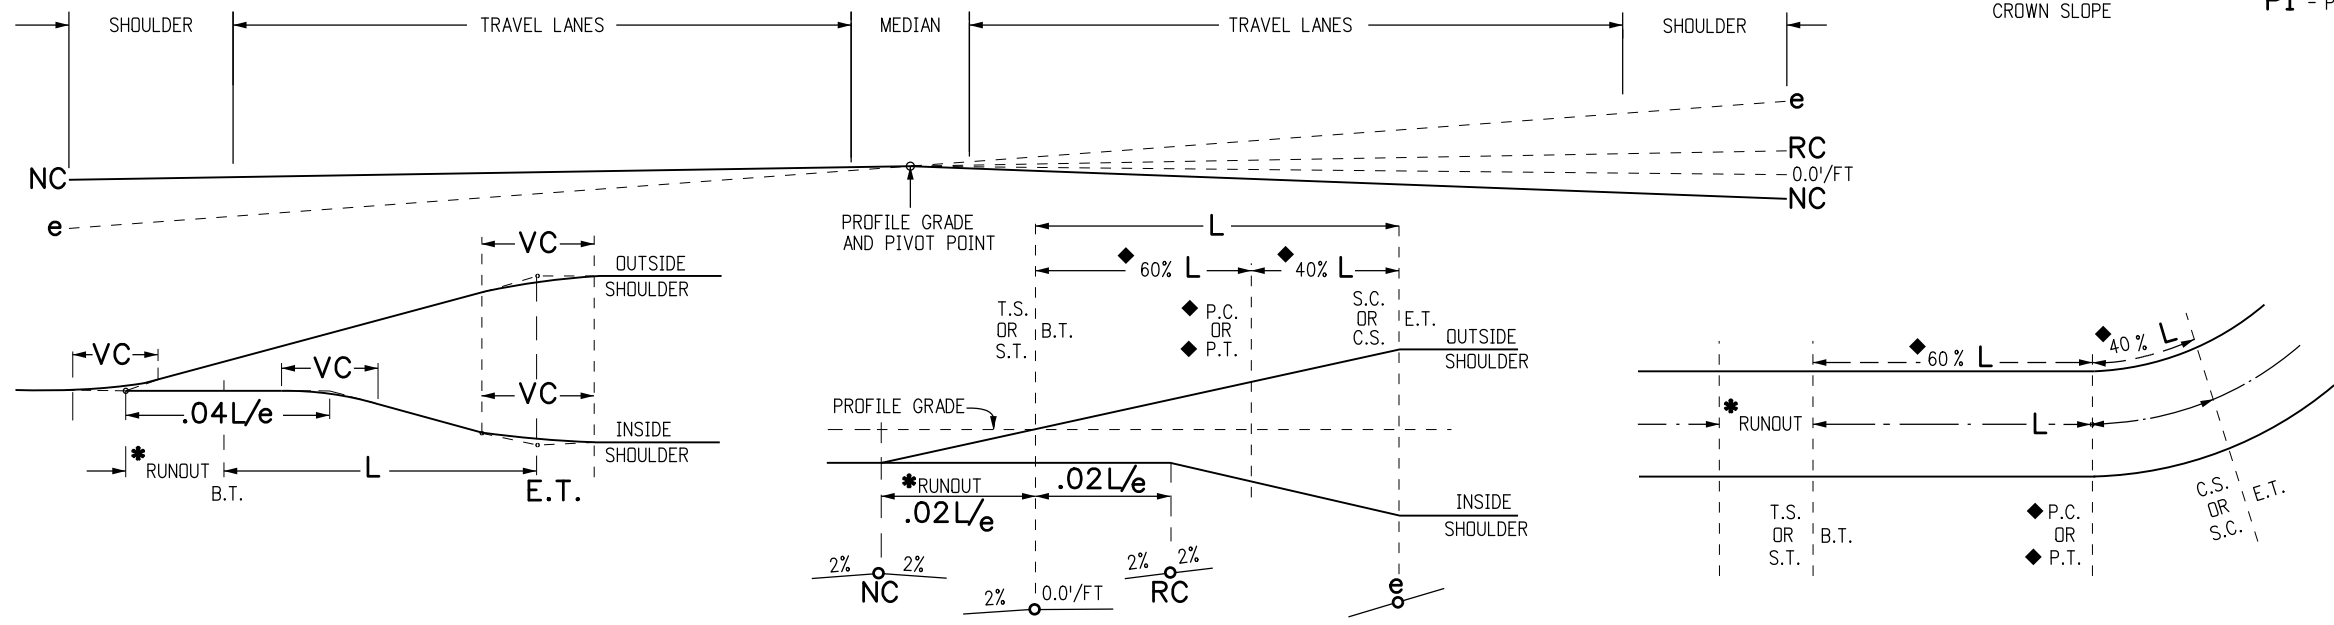 SHOULDER
TRAVEL LANES
MEDIAN
TRAVEL LANES
SHOULDER
CROWN SLOPE
PI - P
NC
e
e
RC
0.0'/FT
NC
PROFILE GRADE
AND PIVOT POINT
VC
OUTSIDE
SHOULDER
VC
VC
VC
.04L/e
INSIDE
SHOULDER
* RUNOUT
L
B.T.
E.T.
L
◆ 60% L
◆ 40% L
T.S.
OR
S.T.
B.T.
◆ P.C.
OR
◆ P.T.
S.C.
OR
C.S.
E.T.
OUTSIDE
SHOULDER
PROFILE GRADE
* RUNOUT
.02L/e
.02L/e
INSIDE
SHOULDER
2% 2%
NC
2% 0.0'/FT
2% 2%
RC
e
◆ 60% L
◆ 40% L
* RUNOUT
L
T.S.
OR
S.T.
B.T.
◆ P.C.
OR
◆ P.T.
C.S.
OR
S.C.
E.T.